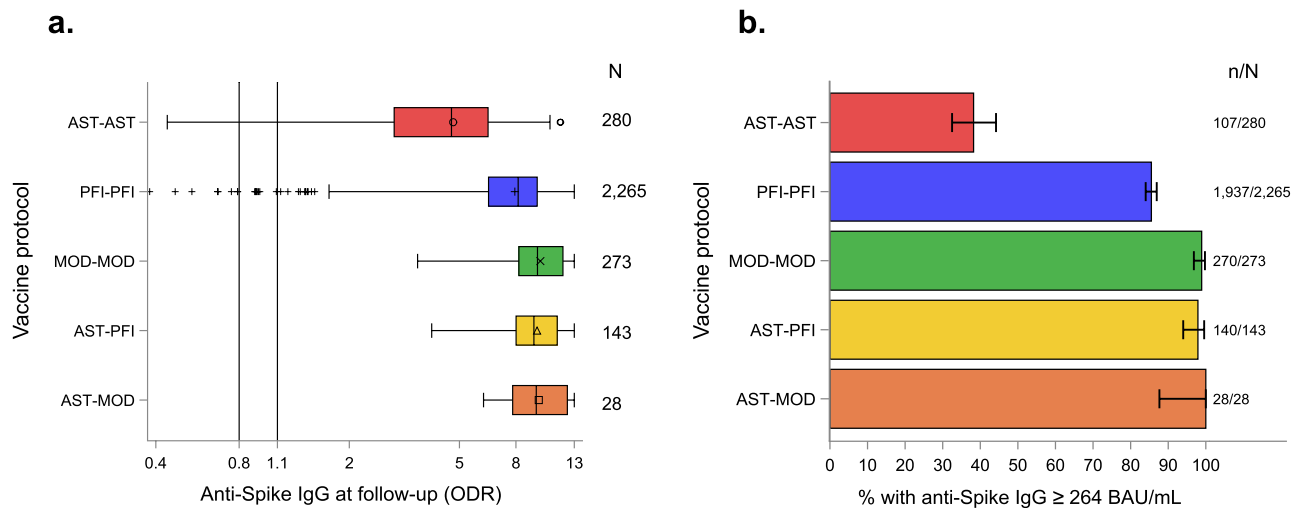 a.
N
Vaccine protocol
AST-AST
280
PFI-PFI
2,265
MOD-MOD
273
AST-PFI
143
AST-MOD
28
0.4 0.8 1.1 2 5 8 13
Anti-Spike IgG at follow-up (ODR)
b.
n/N
Vaccine protocol
AST-AST
107/280
PFI-PFI
1,937/2,265
MOD-MOD
270/273
AST-PFI
140/143
AST-MOD
28/28
0 10 20 30 40 50 60 70 80 90 100
% with anti-Spike IgG ≥ 264 BAU/mL